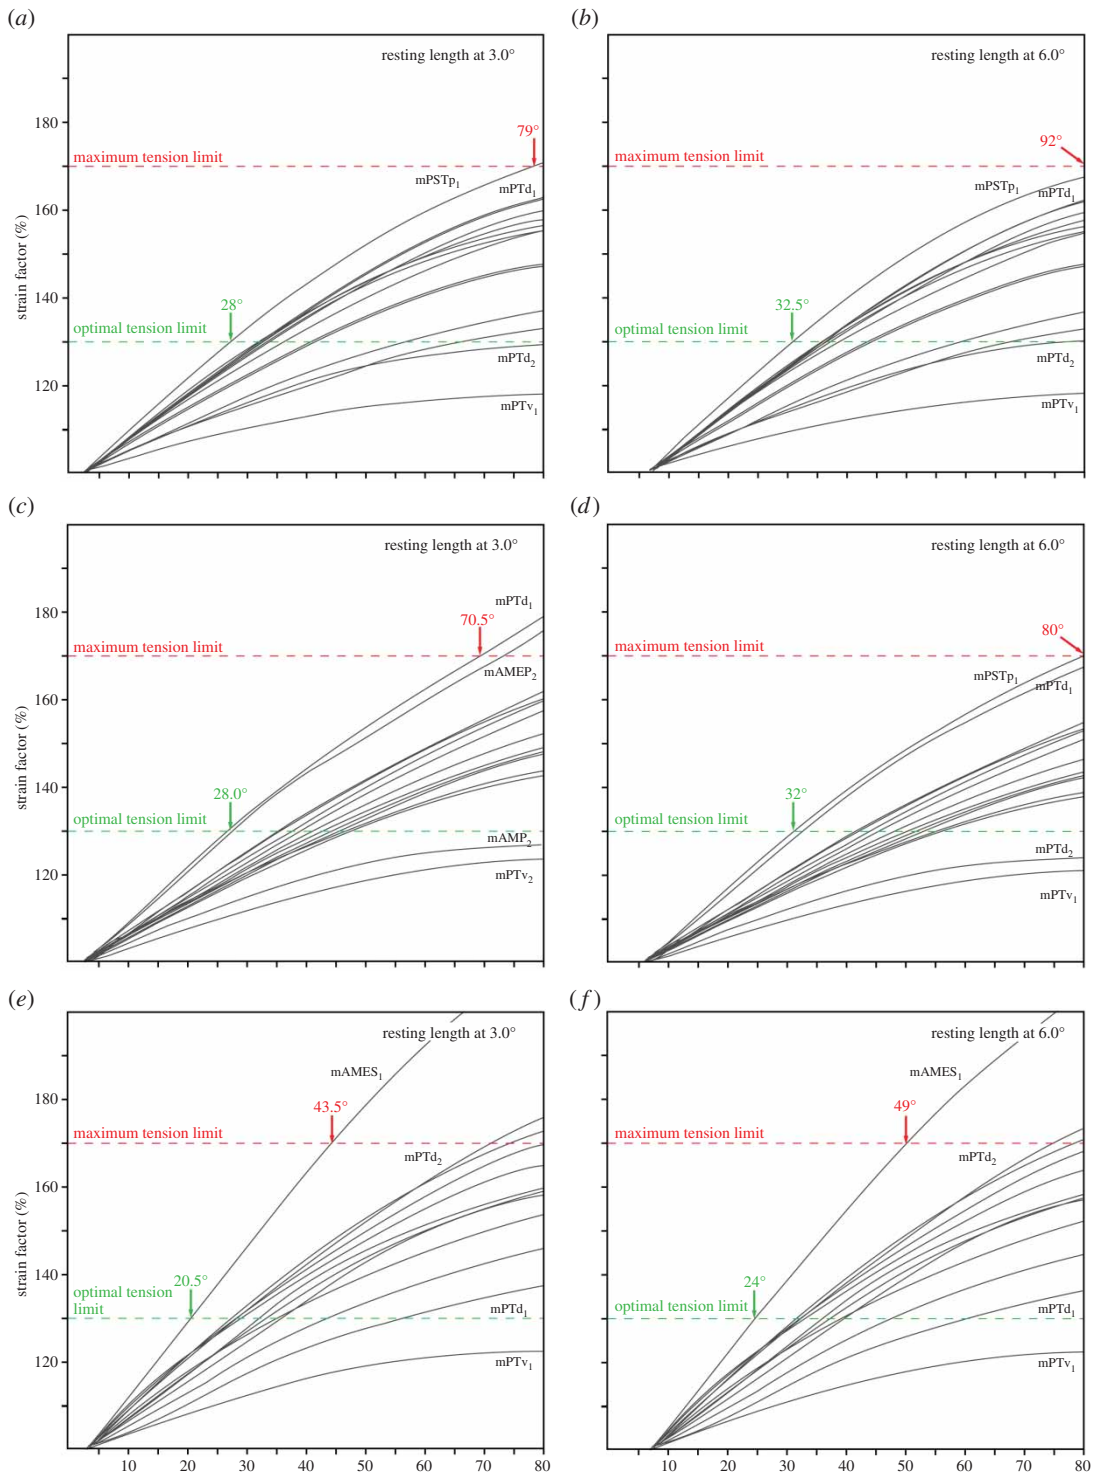 (a)
resting length at 3.0°
180
79°
maximum tension limit
mPSTp1
mPTd1
160
strain factor (%)
140
28°
optimal tension limit
mPTd2
120
mPTv1
(b)
resting length at 6.0°
92°
maximum tension limit
mPSTp1
mPTd1
32.5°
optimal tension limit
mPTd2
mPTv1
(c)
resting length at 3.0°
mPTd1
180
70.5°
maximum tension limit
mAMEP2
160
strain factor (%)
140
28.0°
optimal tension limit
mAMP2
120
mPTv2
(d)
resting length at 6.0°
80°
maximum tension limit
mPSTp1
mPTd1
32°
optimal tension limit
mPTd2
mPTv1
(e)
resting length at 3.0°
mAMES1
180
43.5°
maximum tension limit
mPTd2
160
strain factor (%)
140
20.5°
optimal tension
limit
mPTd1
120
mPTv1
10 20 30 40 50 60 70 80
(f)
resting length at 6.0°
mAMES1
49°
maximum tension limit
mPTd2
24°
optimal tension limit
mPTd1
mPTv1
10 20 30 40 50 60 70 80